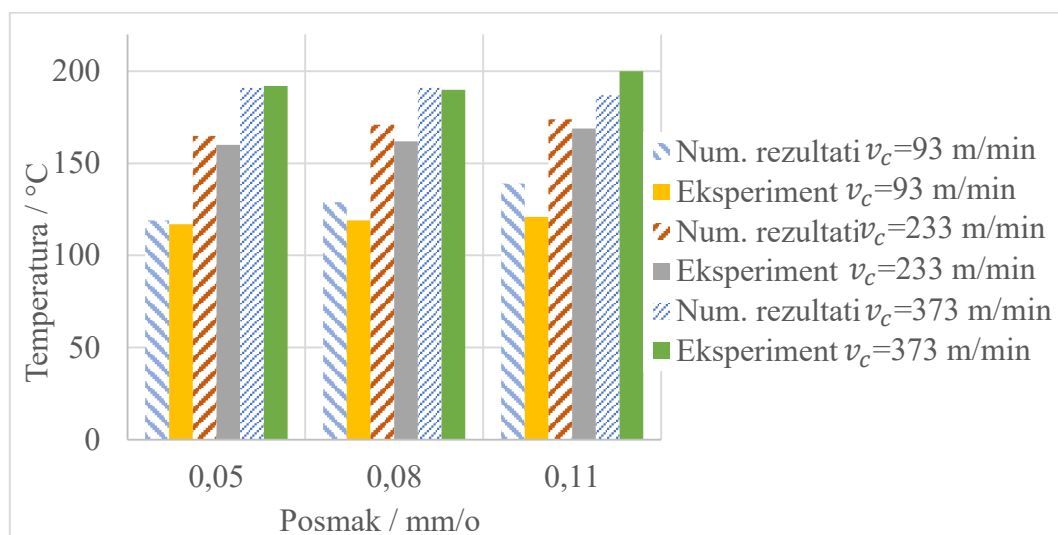 Temperatura / °C
200
150
100
50
0
0,05 0,08 0,11
Posmak / mm/o
Num. rezultati 𝑣𝑐=93 m/min
Eksperiment 𝑣𝑐=93 m/min
Num. rezultati𝑣𝑐=233 m/min
Eksperiment 𝑣𝑐=233 m/min
Num. rezultati 𝑣𝑐=373 m/min
Eksperiment 𝑣𝑐=373 m/min